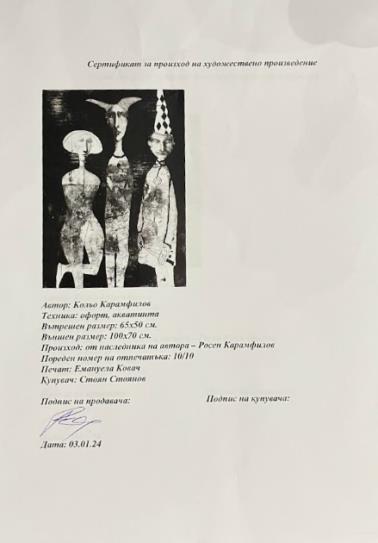 Сертификат за произход на художествено произведение
Автор: Кольо Карамфилов
Техника: офорт, акватинта
Вътрешен размер: 65x50 см.
Външен размер: 100x70 см.
Произход: от наследника на автора – Росен Карамфилов
Пореден номер на отпечатъка: 10/10
Печат: Емануела Ковач
Купувач: Стоян Стоянов
Подпис на продавача: Подпис на купувача:
Дата: 03.01.24